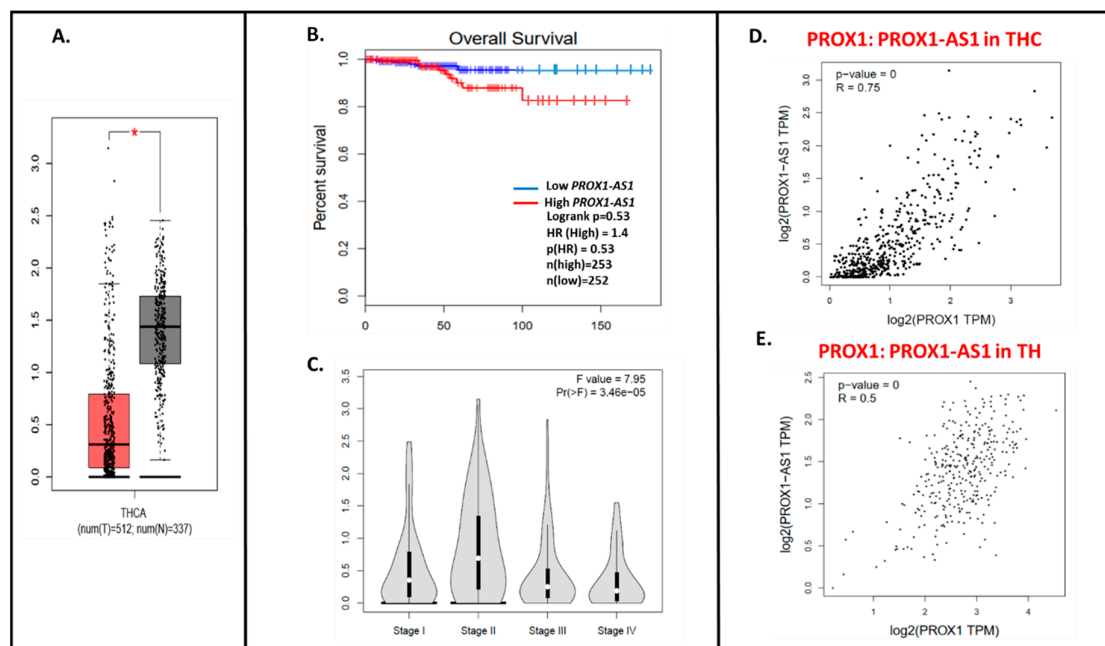 A.
*
3.0
2.5
2.0
1.5
1.0
0.5
0.0
THCA
(num(T)=512; num(N)=337)
B.
Overall Survival
Percent survival
1.0
0.8
0.6
0.4
0.2
0.0
Low PROX1-AS1
High PROX1-AS1
Logrank p=0.53
HR (High) = 1.4
p(HR) = 0.53
n(high)=253
n(low)=252
0 50 100 150
C.
F value = 7.95
Pr(>F) = 3.46e−05
3.5
3.0
2.5
2.0
1.5
1.0
0.5
0.0
Stage I Stage II Stage III Stage IV
D.
PROX1: PROX1-AS1 in THC
p−value = 0
R = 0.75
log2(PROX1−AS1 TPM)
3.0
2.5
2.0
1.5
1.0
0.5
0.0
0 1 2 3
log2(PROX1 TPM)
E.
PROX1: PROX1-AS1 in TH
p−value = 0
R = 0.5
log2(PROX1−AS1 TPM)
2.5
2.0
1.5
1.0
0.5
0.0
1 2 3 4
log2(PROX1 TPM)